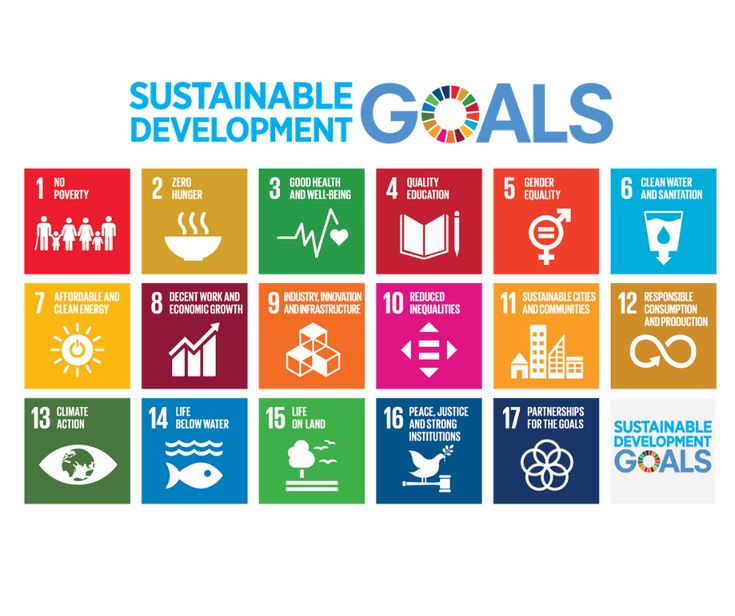 SUSTAINABLE
DEVELOPMENT
GOALS
1 NO
POVERTY
2 ZERO
HUNGER
3 GOOD HEALTH
AND WELL-BEING
4 QUALITY
EDUCATION
5 GENDER
EQUALITY
6 CLEAN WATER
AND SANITATION
7 AFFORDABLE AND
CLEAN ENERGY
8 DECENT WORK AND
ECONOMIC GROWTH
9 INDUSTRY, INNOVATION
AND INFRASTRUCTURE
10 REDUCED
INEQUALITIES
11 SUSTAINABLE CITIES
AND COMMUNITIES
12 RESPONSIBLE
CONSUMPTION
AND PRODUCTION
13 CLIMATE
ACTION
14 LIFE
BELOW WATER
15 LIFE
ON LAND
16 PEACE, JUSTICE
AND STRONG
INSTITUTIONS
17 PARTNERSHIPS
FOR THE GOALS
SUSTAINABLE
DEVELOPMENT
GOALS